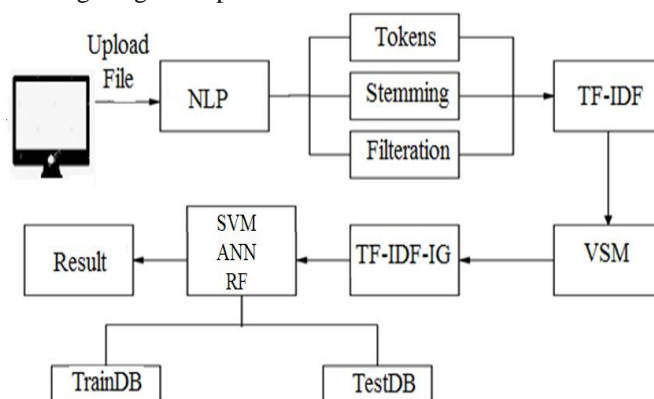 Upload
File
NLP
Tokens
Stemming
Filteration
TF-IDF
VSM
TF-IDF-IG
SVM
ANN
RF
Result
TrainDB
TestDB